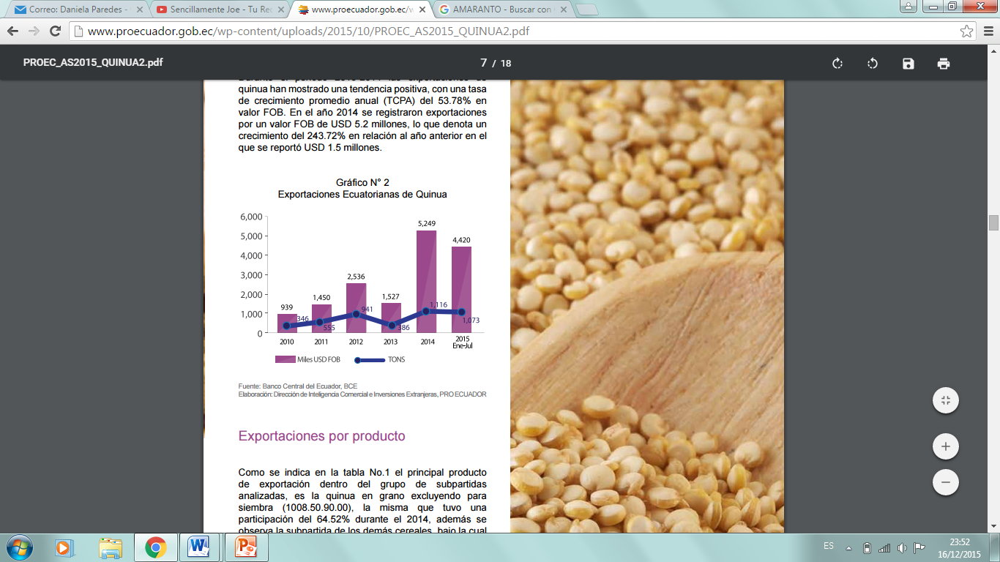 Correo: Daniela Paredes -
Sencillamente Joe - Tu Rec
www.proecuador.gob.ec/w
AMARANTO - Buscar con
www.proecuador.gob.ec/wp-content/uploads/2015/10/PROEC_AS2015_QUINUA2.pdf
PROEC_AS2015_QUINUA2.pdf
7 / 18
quinua han mostrado una tendencia positiva, con una tasa
de crecimiento promedio anual (TCPA) del 53.78% en
valor FOB. En el año 2014 se registraron exportaciones
por un valor FOB de USD 5.2 millones, lo que denota un
crecimiento del 243.72% en relación al año anterior en el
que se reportó USD 1.5 millones.
Gráfico N° 2
Exportaciones Ecuatorianas de Quinua
6,000
5,000
4,000
3,000
2,000
1,000
0
939
1,450
2,536
1,527
5,249
4,420
346
555
941
386
1,116
1,073
2010
2011
2012
2013
2014
2015
Ene-Jul
Miles USD FOB
TONS
Fuente: Banco Central del Ecuador, BCE
Elaboración: Dirección de Inteligencia Comercial e Inversiones Extranjeras, PRO ECUADOR
Exportaciones por producto
Como se indica en la tabla No.1 el principal producto
de exportación dentro del grupo de subpartidas
analizadas, es la quinua en grano excluyendo para
siembra (1008.50.90.00), la misma que tuvo una
participación del 64.52% durante el 2014, además se
observa la subpartida de los demás cereales, bajo la cual
ES
23:52
16/12/2015